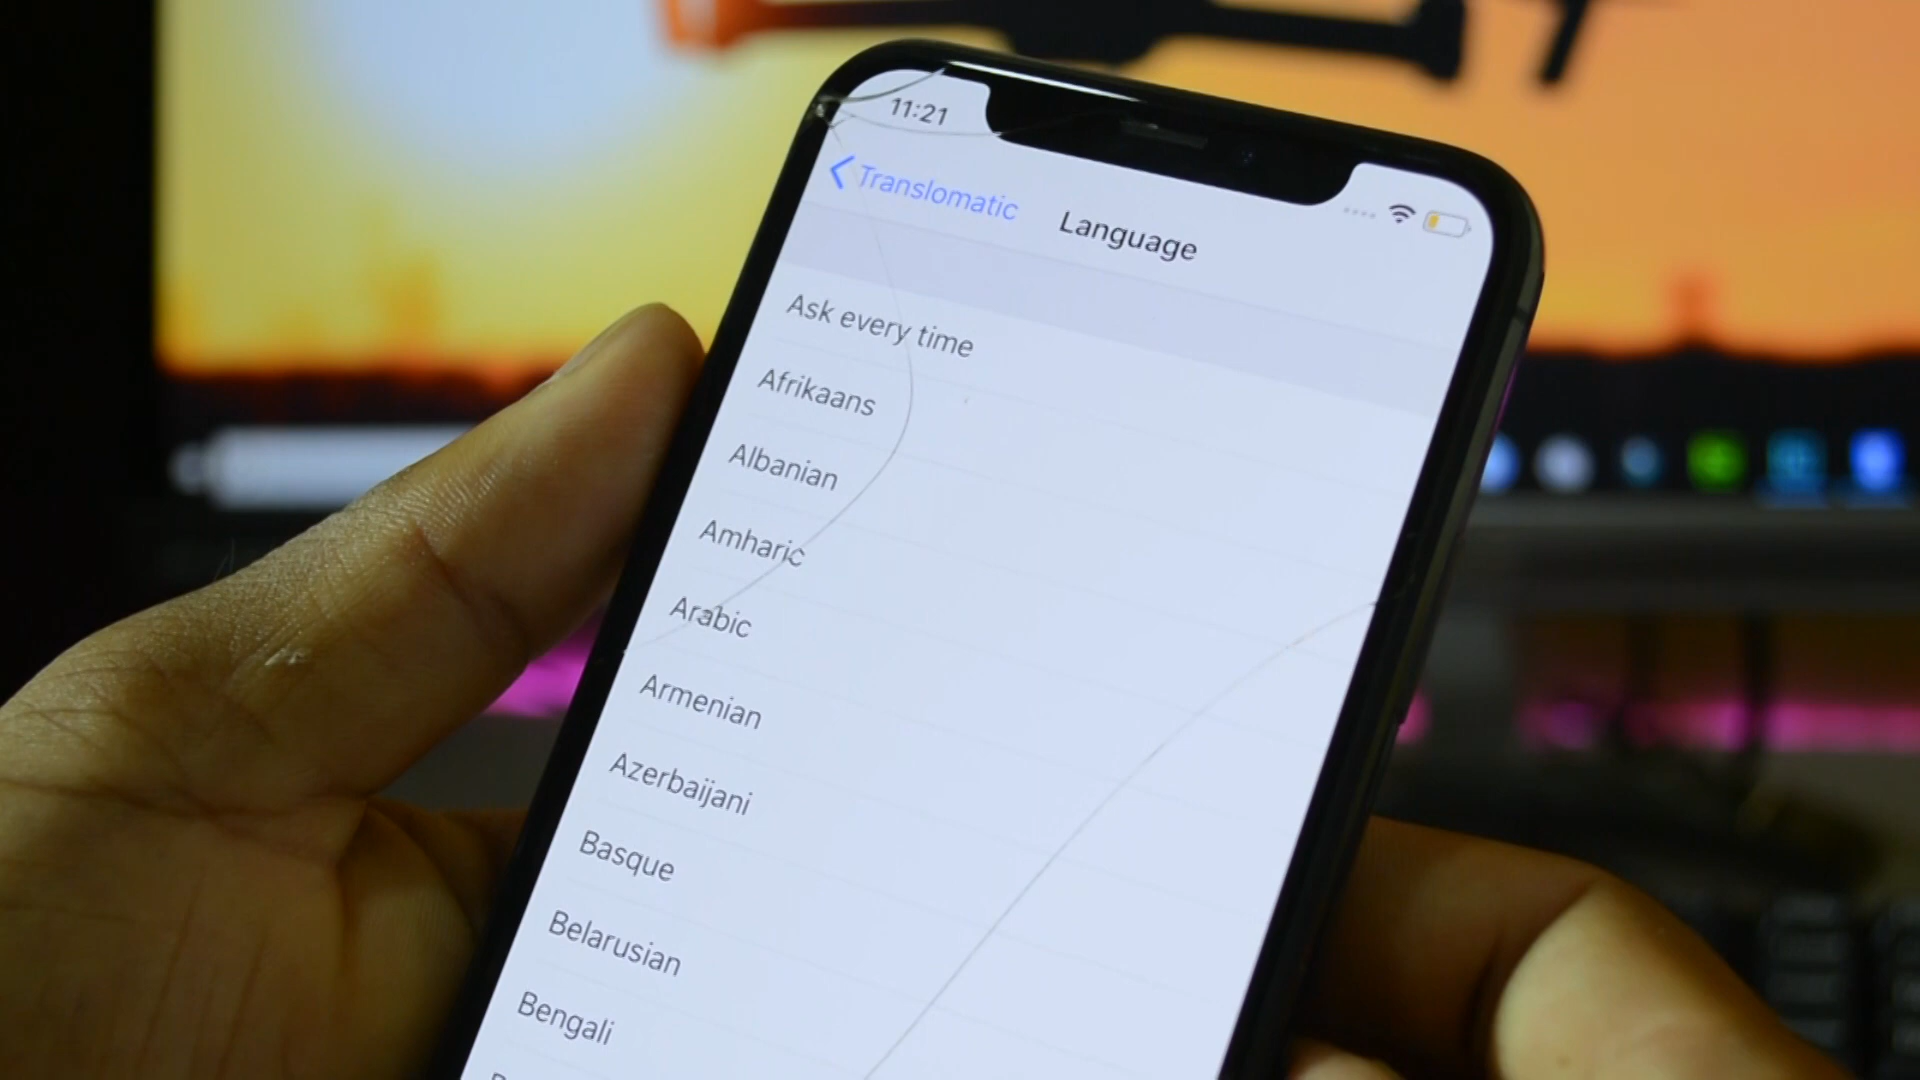 11:21
Translomatic
Language
Ask every time
Afrikaans
Albanian
Amharic
Arabic
Armenian
Azerbaijani
Basque
Belarusian
Bengali